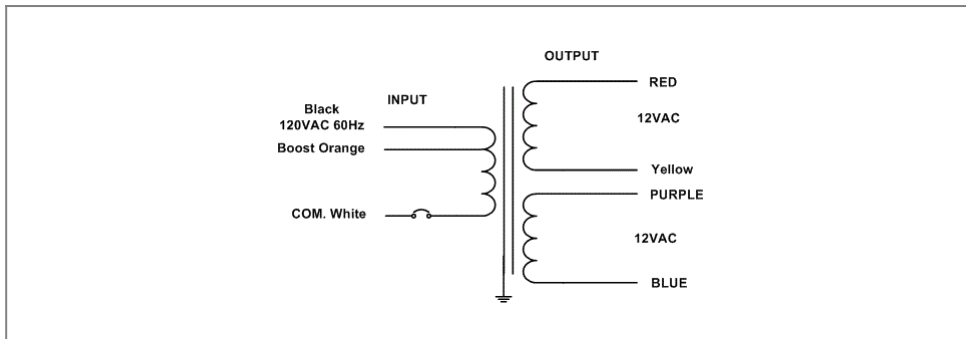 OUTPUT
INPUT
Black
120VAC 60Hz
Boost Orange
COM. White
RED
12VAC
Yellow
PURPLE
12VAC
BLUE